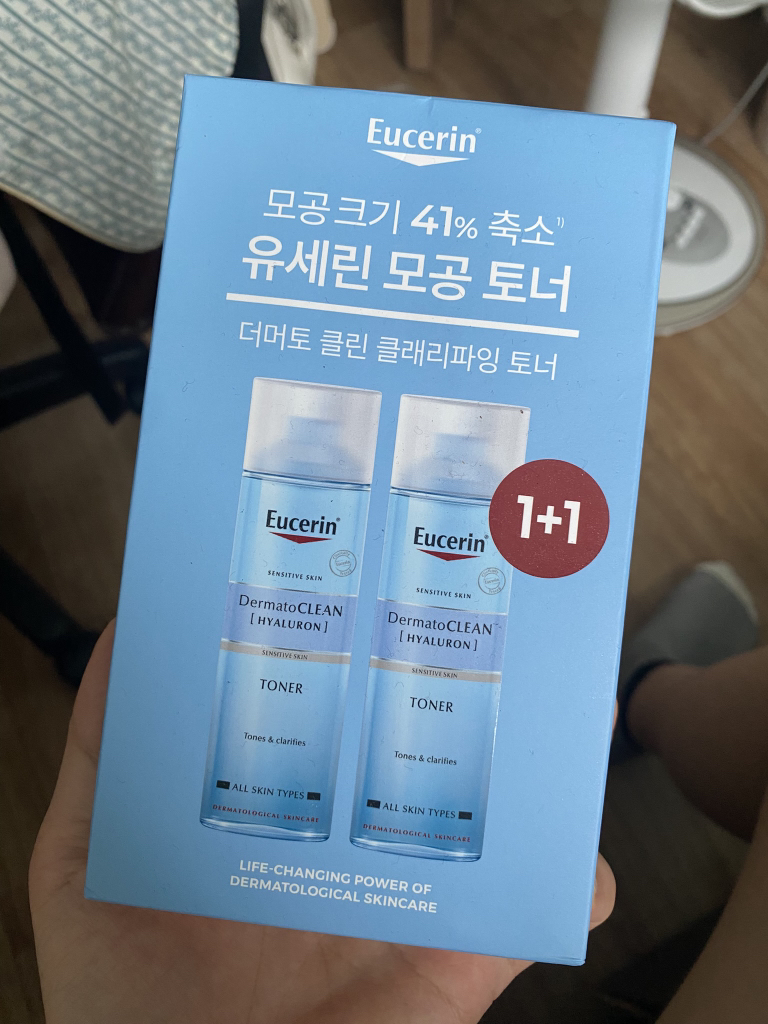 Eucerin®
모공 크기 41% 축소¹⁾
유세린 모공 토너
더머토 클린 클래리파잉 토너
1+1
Eucerin®
SENSITIVE SKIN
DermatoCLEAN
[ HYALURON ]
SENSITIVE SKIN
TONER
Tones & clarifies
ALL SKIN TYPES
DERMATOLOGICAL SKINCARE
Eucerin®
SENSITIVE SKIN
DermatoCLEAN
[ HYALURON ]
SENSITIVE SKIN
TONER
Tones & clarifies
ALL SKIN TYPES
DERMATOLOGICAL SKINCARE
LIFE-CHANGING POWER OF
DERMATOLOGICAL SKINCARE